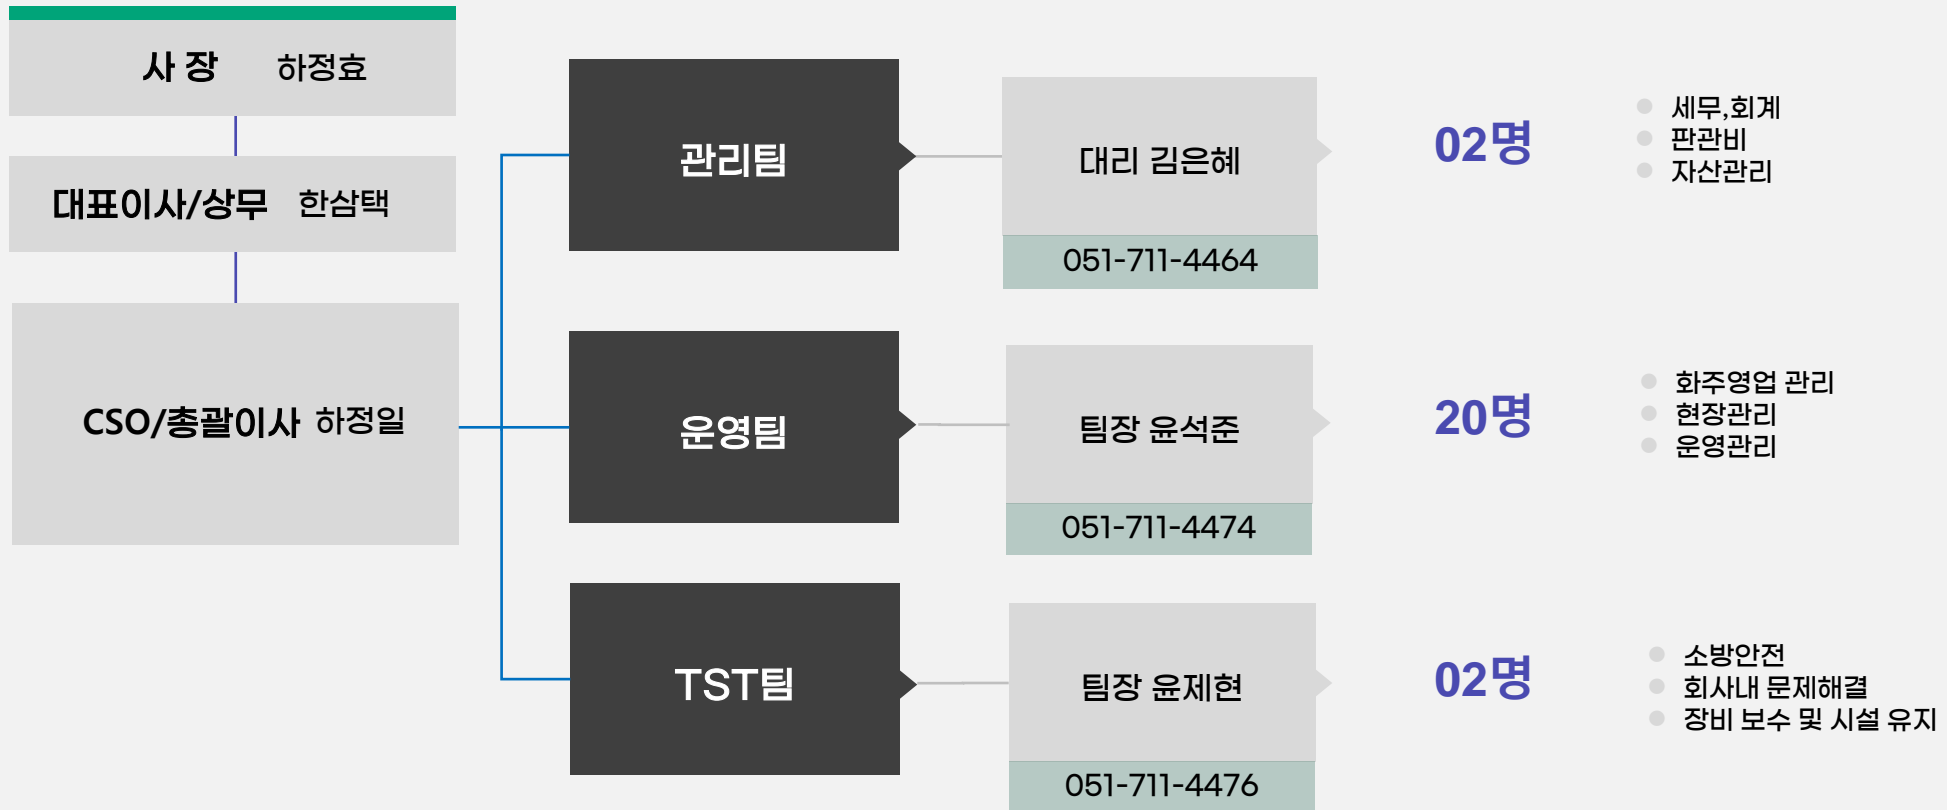 사 장 하정효
대표이사/상무 한삼택
CSO/총괄이사 하정일
관리팀
대리 김은혜
051-711-4464
02명
세무,회계
판관비
자산관리
운영팀
팀장 윤석준
051-711-4474
20명
화주영업 관리
현장관리
운영관리
TST팀
팀장 윤제현
051-711-4476
02명
소방안전
회사내 문제해결
장비 보수 및 시설 유지